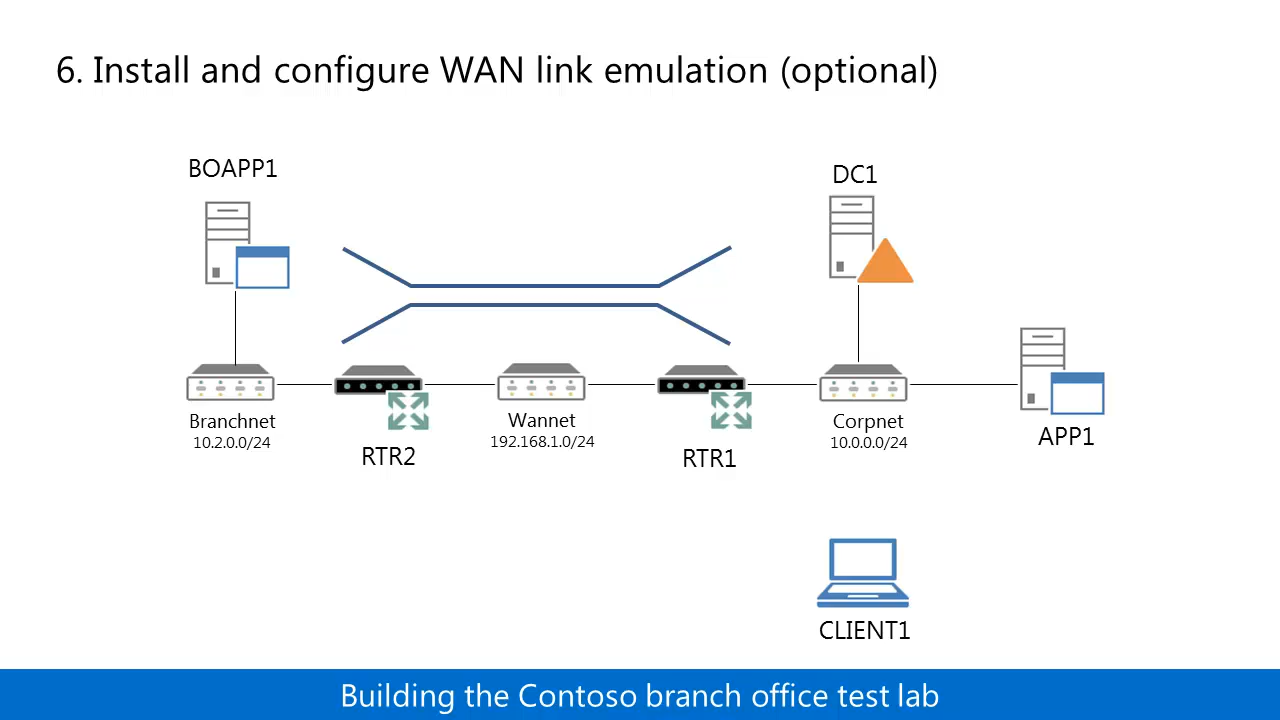 6. Install and configure WAN link emulation (optional)
BOAPP1
DC1
Branchnet
10.2.0.0/24
RTR2
Wannet
192.168.1.0/24
RTR1
Corpnet
10.0.0.0/24
APP1
CLIENT1
Building the Contoso branch office test lab